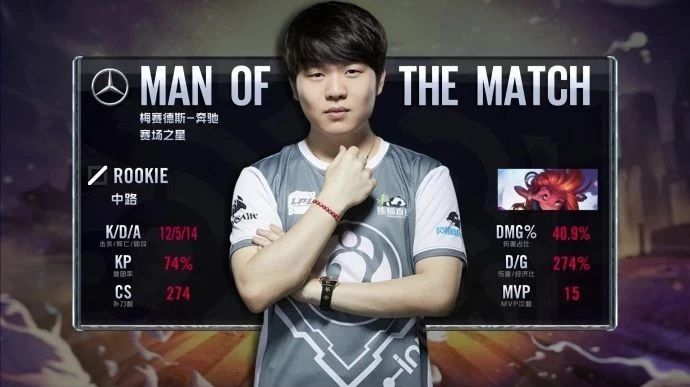 MAN OF THE MATCH
梅赛德斯-奔驰
赛场之星
ROOKIE
中路
K/D/A 12/5/14
击杀/阵亡/助攻
KP 74%
参团率
CS 274
补刀数
DMG% 40.9%
伤害占比
D/G 274%
伤害/经济比
MVP 15
MVP次数
LPL